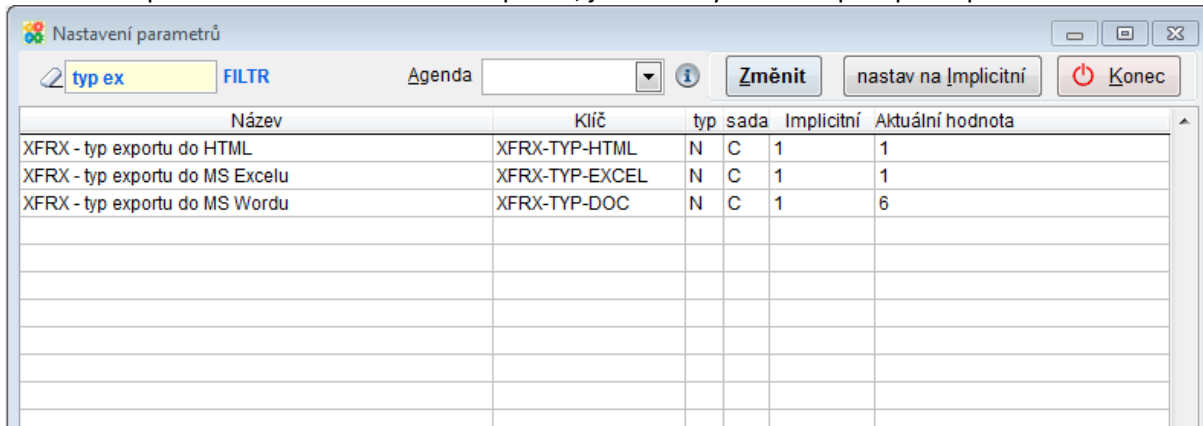 Nastavení parametrů
typ ex FILTR Agenda Změnit nastav na Implicitní Konec
Název Klíč typ sada Implicitní Aktuální hodnota
XFRX - typ exportu do HTML XFRX-TYP-HTML N C 1 1
XFRX - typ exportu do MS Excelu XFRX-TYP-EXCEL N C 1 1
XFRX - typ exportu do MS Wordu XFRX-TYP-DOC N C 1 6